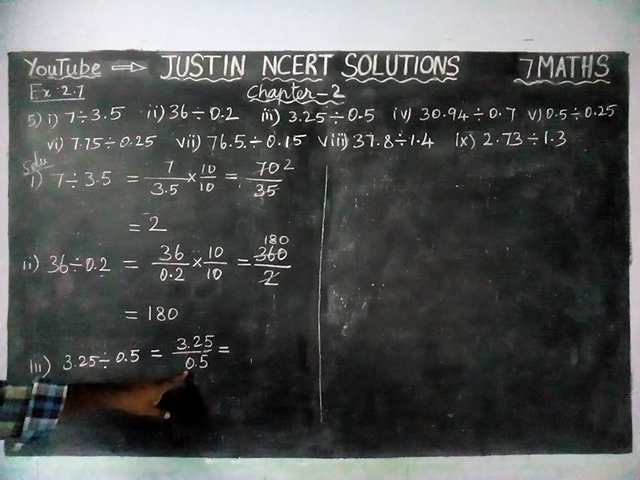 YouTube ⇒ JUSTIN NCERT SOLUTIONS 7 MATHS
Ex:2.7 Chapter-2
5) i) 7÷3.5 ii) 36÷0.2 iii) 3.25÷0.5 iv) 30.94÷0.7 v) 0.5÷0.25
vi) 7.75÷0.25 vii) 76.5÷0.15 viii) 37.8÷1.4 ix) 2.73÷1.3
Solu
i) 7÷3.5 = 7/3.5 × 10/10 = 70/35 2
= 2
ii) 36÷0.2 = 36/0.2 × 10/10 = 360/2 180
= 180
iii) 3.25÷0.5 = 3.25/0.5 =